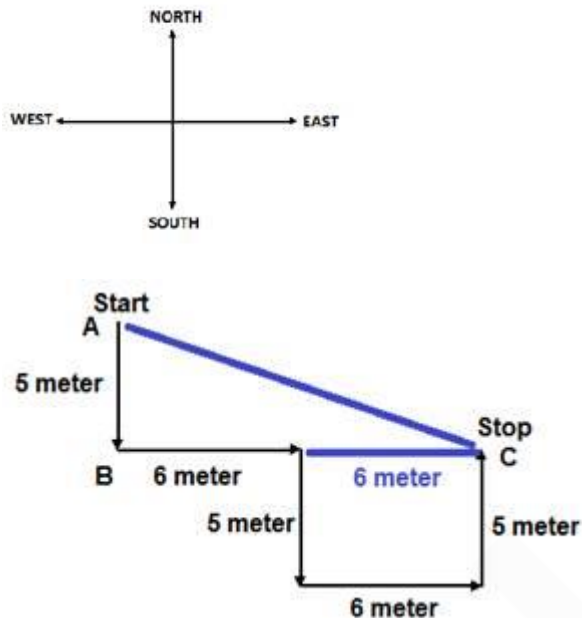 NORTH
WEST EAST
SOUTH
Start
A
5 meter
Stop
B 6 meter 6 meter C
5 meter 5 meter
6 meter